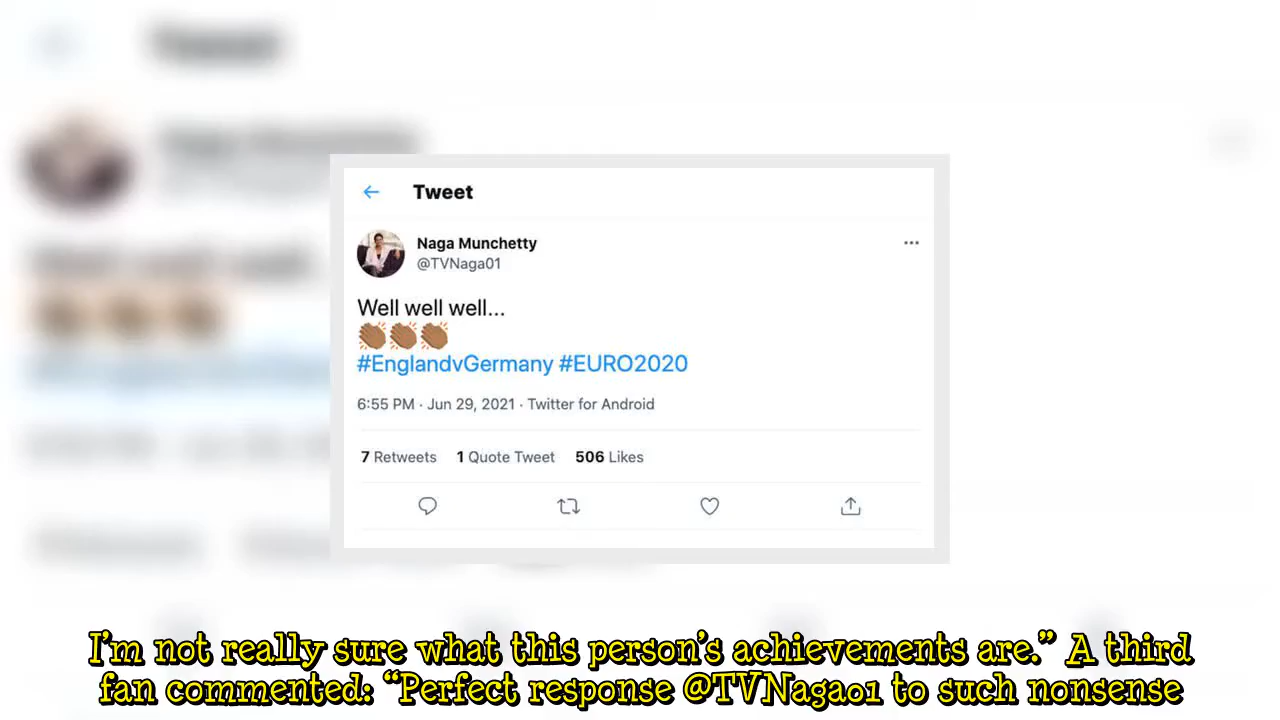 Tweet
Naga Munchetty
@TVNaga01
Well well well...
👏🏾👏🏾👏🏾
#EnglandvGermany #EURO2020
6:55 PM · Jun 29, 2021 · Twitter for Android
7 Retweets 1 Quote Tweet 506 Likes
I'm not really sure what this person's achievements are.” A third
fan commented: “Perfect response @TVNaga01 to such nonsense